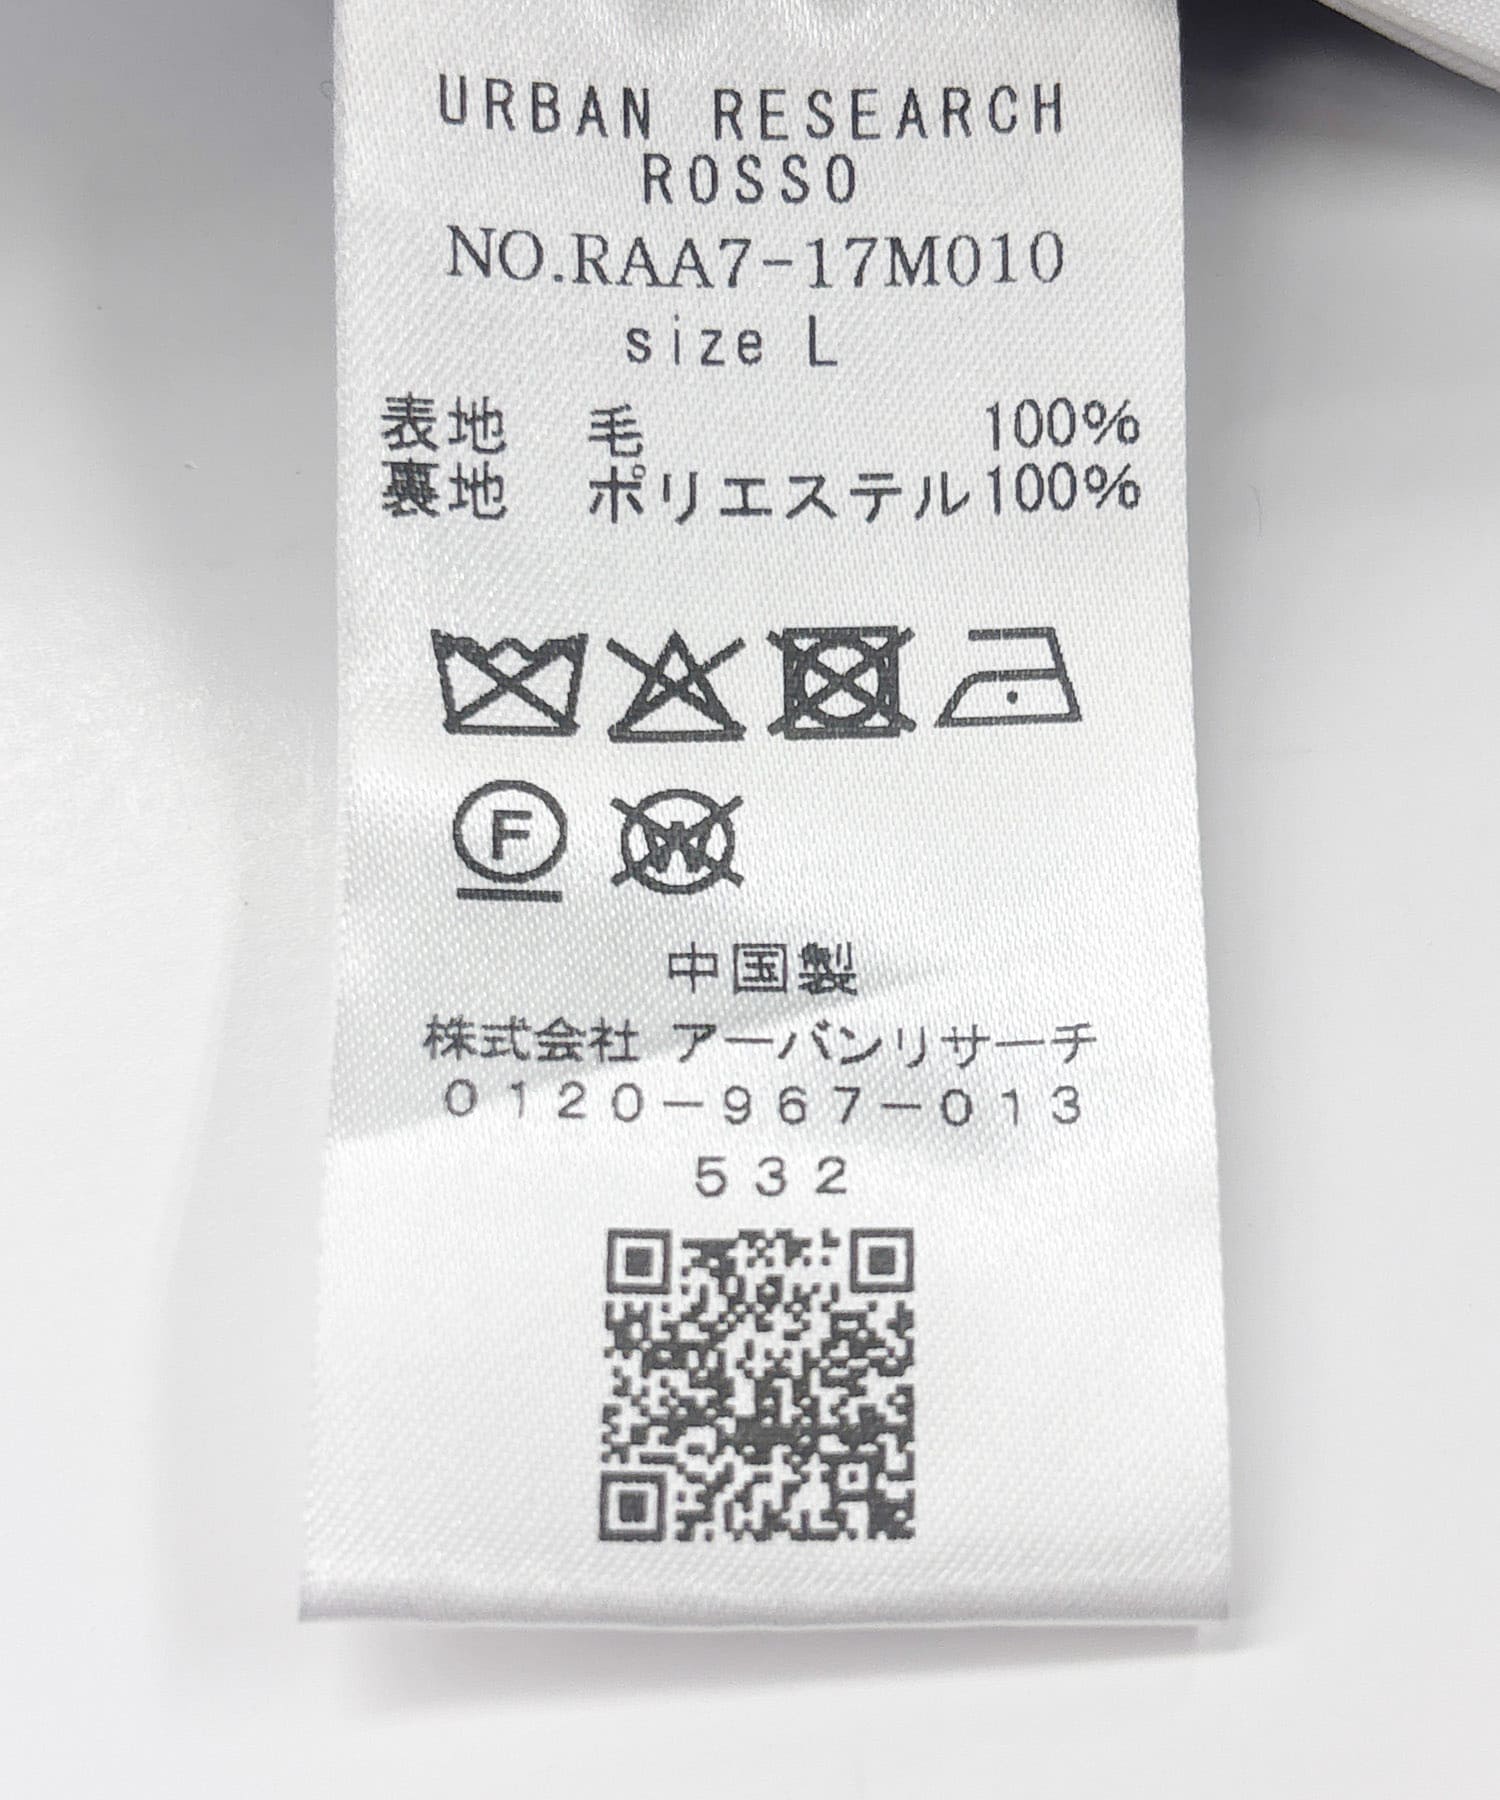 URBAN RESEARCH
ROSSO
NO.RAA7-17M010
size L
表地 毛 100%
裏地 ポリエステル100%
F
W
中国製
株式会社 アーバンリサーチ
0120-967-013
532